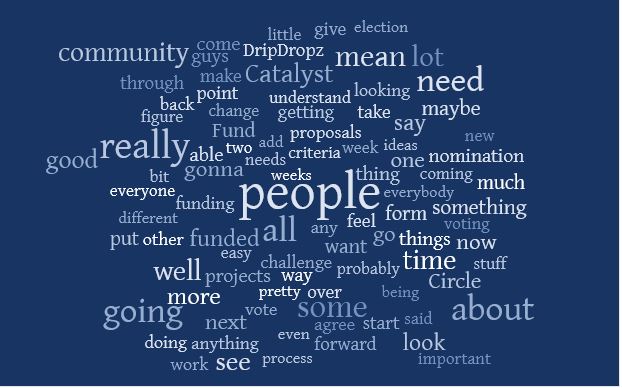 little give election
community come guys DripDropz mean lot
through make Catalyst need
back point understand looking
figure change getting take maybe
Fund proposals say new
good really able two add needs criteria week ideas one nomination
bit gonna weeks thing coming much
everyone funding people everybody
different all any feel form something voting
put other funded want go things now
easy challenge way probably time stuff
well projects pretty over being Circle
more some about
going next vote agree start said
doing anything even forward look
work see process important